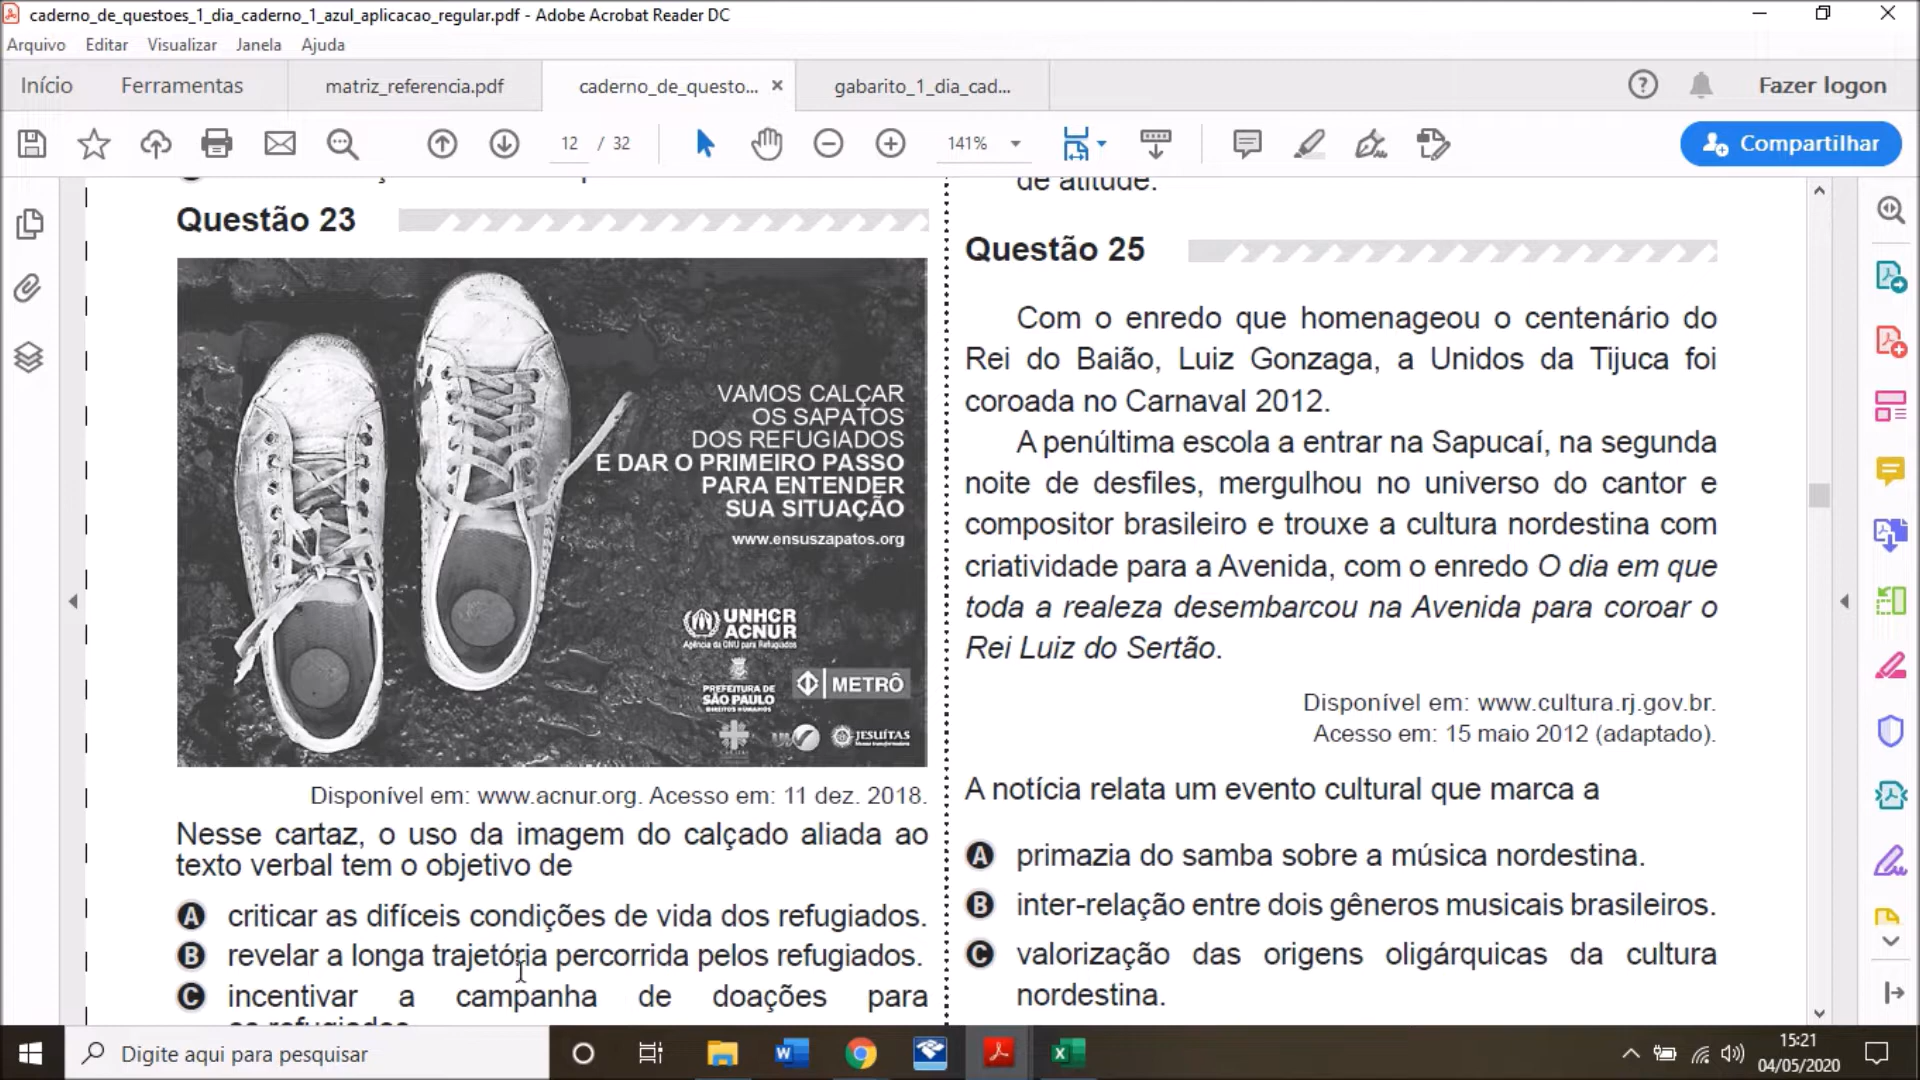 caderno_de_questoes_1_dia_caderno_1_azul_aplicacao_regular.pdf - Adobe Acrobat Reader DC
Arquivo Editar Visualizar Janela Ajuda
Início Ferramentas matriz_referencia.pdf caderno_de_questo... gabarito_1_dia_cad... Fazer logon
12 / 32 141% Compartilhar
Questão 23
VAMOS CALÇAR
OS SAPATOS
DOS REFUGIADOS
E DAR O PRIMEIRO PASSO
PARA ENTENDER
SUA SITUAÇÃO
www.ensuszapatos.org
UNHCR
ACNUR
Agência da ONU para Refugiados
PREFEITURA DE
SÃO PAULO
DIREITOS HUMANOS
METRÔ
JESUÍTAS
Disponível em: www.acnur.org. Acesso em: 11 dez. 2018.
Nesse cartaz, o uso da imagem do calçado aliada ao
texto verbal tem o objetivo de
A criticar as difíceis condições de vida dos refugiados.
B revelar a longa trajetória percorrida pelos refugiados.
C incentivar a campanha de doações para
os refugiados
de atitude.
Questão 25
Com o enredo que homenageou o centenário do
Rei do Baião, Luiz Gonzaga, a Unidos da Tijuca foi
coroada no Carnaval 2012.
A penúltima escola a entrar na Sapucaí, na segunda
noite de desfiles, mergulhou no universo do cantor e
compositor brasileiro e trouxe a cultura nordestina com
criatividade para a Avenida, com o enredo O dia em que
toda a realeza desembarcou na Avenida para coroar o
Rei Luiz do Sertão.
Disponível em: www.cultura.rj.gov.br.
Acesso em: 15 maio 2012 (adaptado).
A notícia relata um evento cultural que marca a
A primazia do samba sobre a música nordestina.
B inter-relação entre dois gêneros musicais brasileiros.
C valorização das origens oligárquicas da cultura
nordestina.
Digite aqui para pesquisar
15:21
04/05/2020